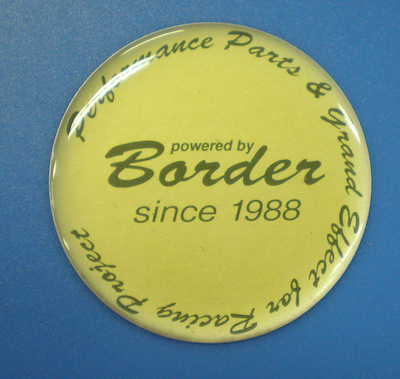 Performance Parts & Grand Effect for Racing Project
powered by
Border
since 1988